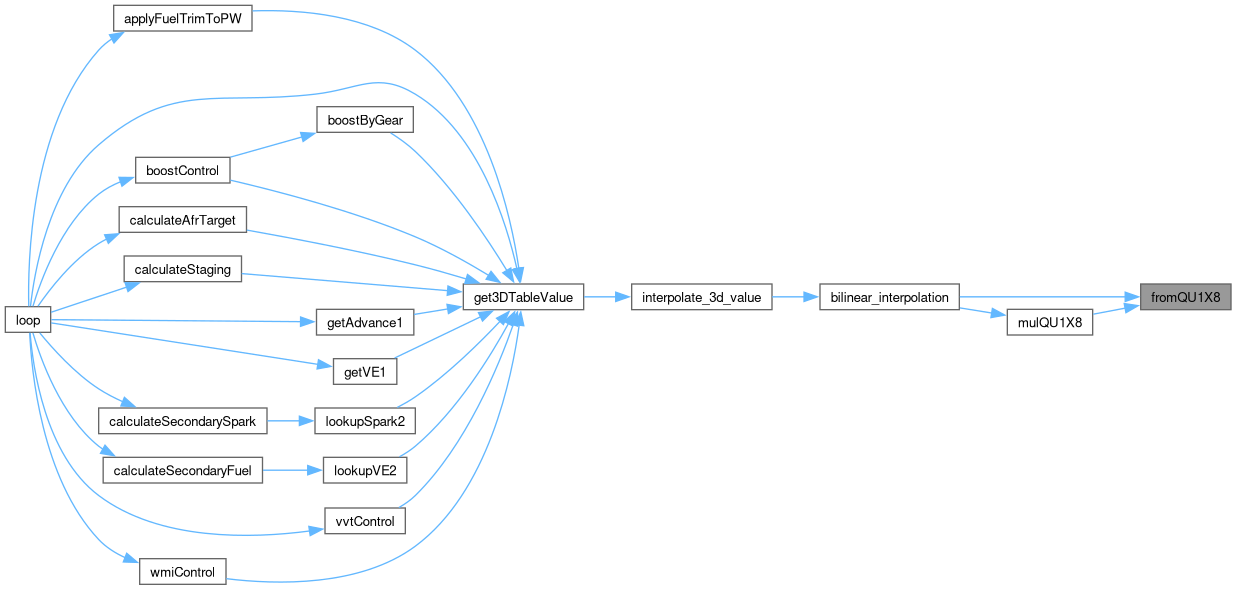 applyFuelTrimToPW
boostByGear
boostControl
calculateAfrTarget
calculateStaging
get3DTableValue
interpolate_3d_value
bilinear_interpolation
fromQU1X8
loop
getAdvance1
mulQU1X8
getVE1
calculateSecondarySpark
lookupSpark2
calculateSecondaryFuel
lookupVE2
vvtControl
wmiControl